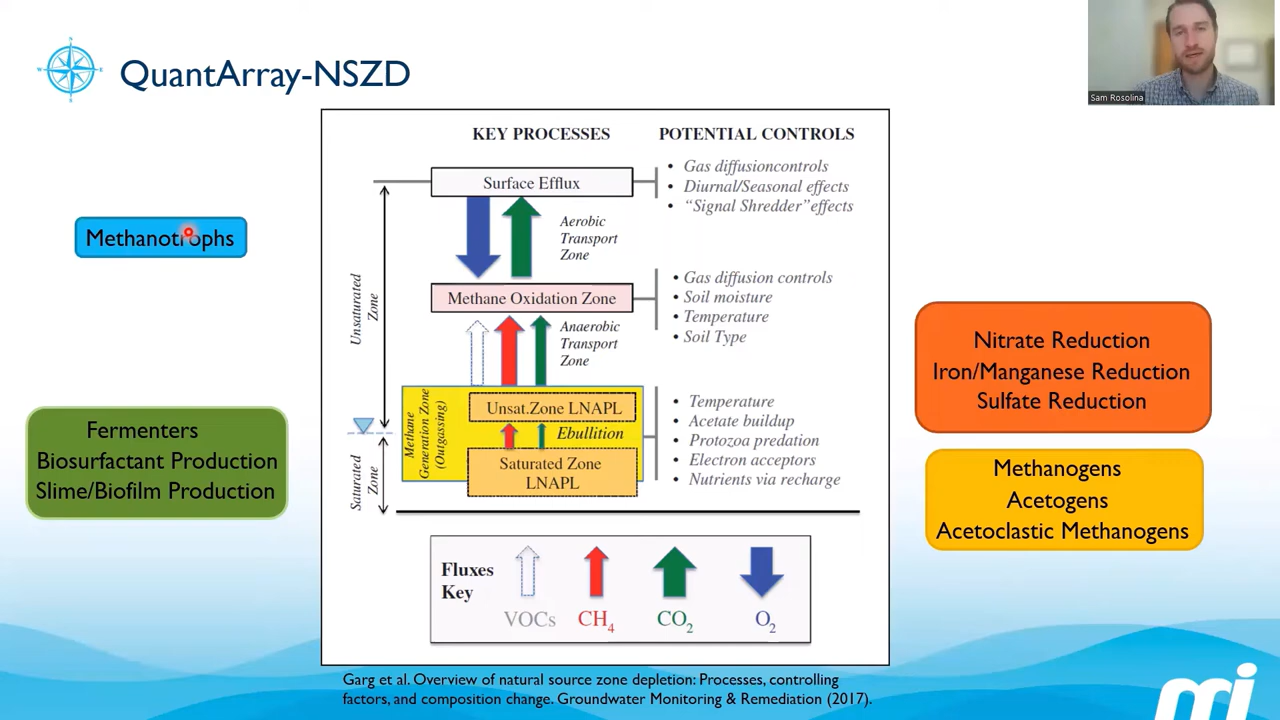 QuantArray-NSZD
Sam Rosolina
KEY PROCESSES
POTENTIAL CONTROLS
Surface Efflux
• Gas diffusioncontrols
• Diurnal/Seasonal effects
• “Signal Shredder”effects
Aerobic
Transport
Zone
Methanotrophs
Unsaturated
Zone
Methane Oxidation Zone
• Gas diffusion controls
• Soil moisture
• Temperature
• Soil Type
Anaerobic
Transport
Zone
Nitrate Reduction
Iron/Manganese Reduction
Sulfate Reduction
Methane
Generation Zone
(Outgassing)
Unsat.Zone LNAPL
Ebullition
Saturated Zone
LNAPL
• Temperature
• Acetate buildup
• Protozoa predation
• Electron acceptors
• Nutrients via recharge
Saturated
Zone
Fermenters
Biosurfactant Production
Slime/Biofilm Production
Methanogens
Acetogens
Acetoclastic Methanogens
Fluxes
Key
VOCs
CH4
CO2
O2
Garg et al. Overview of natural source zone depletion: Processes, controlling
factors, and composition change. Groundwater Monitoring & Remediation (2017).
mi